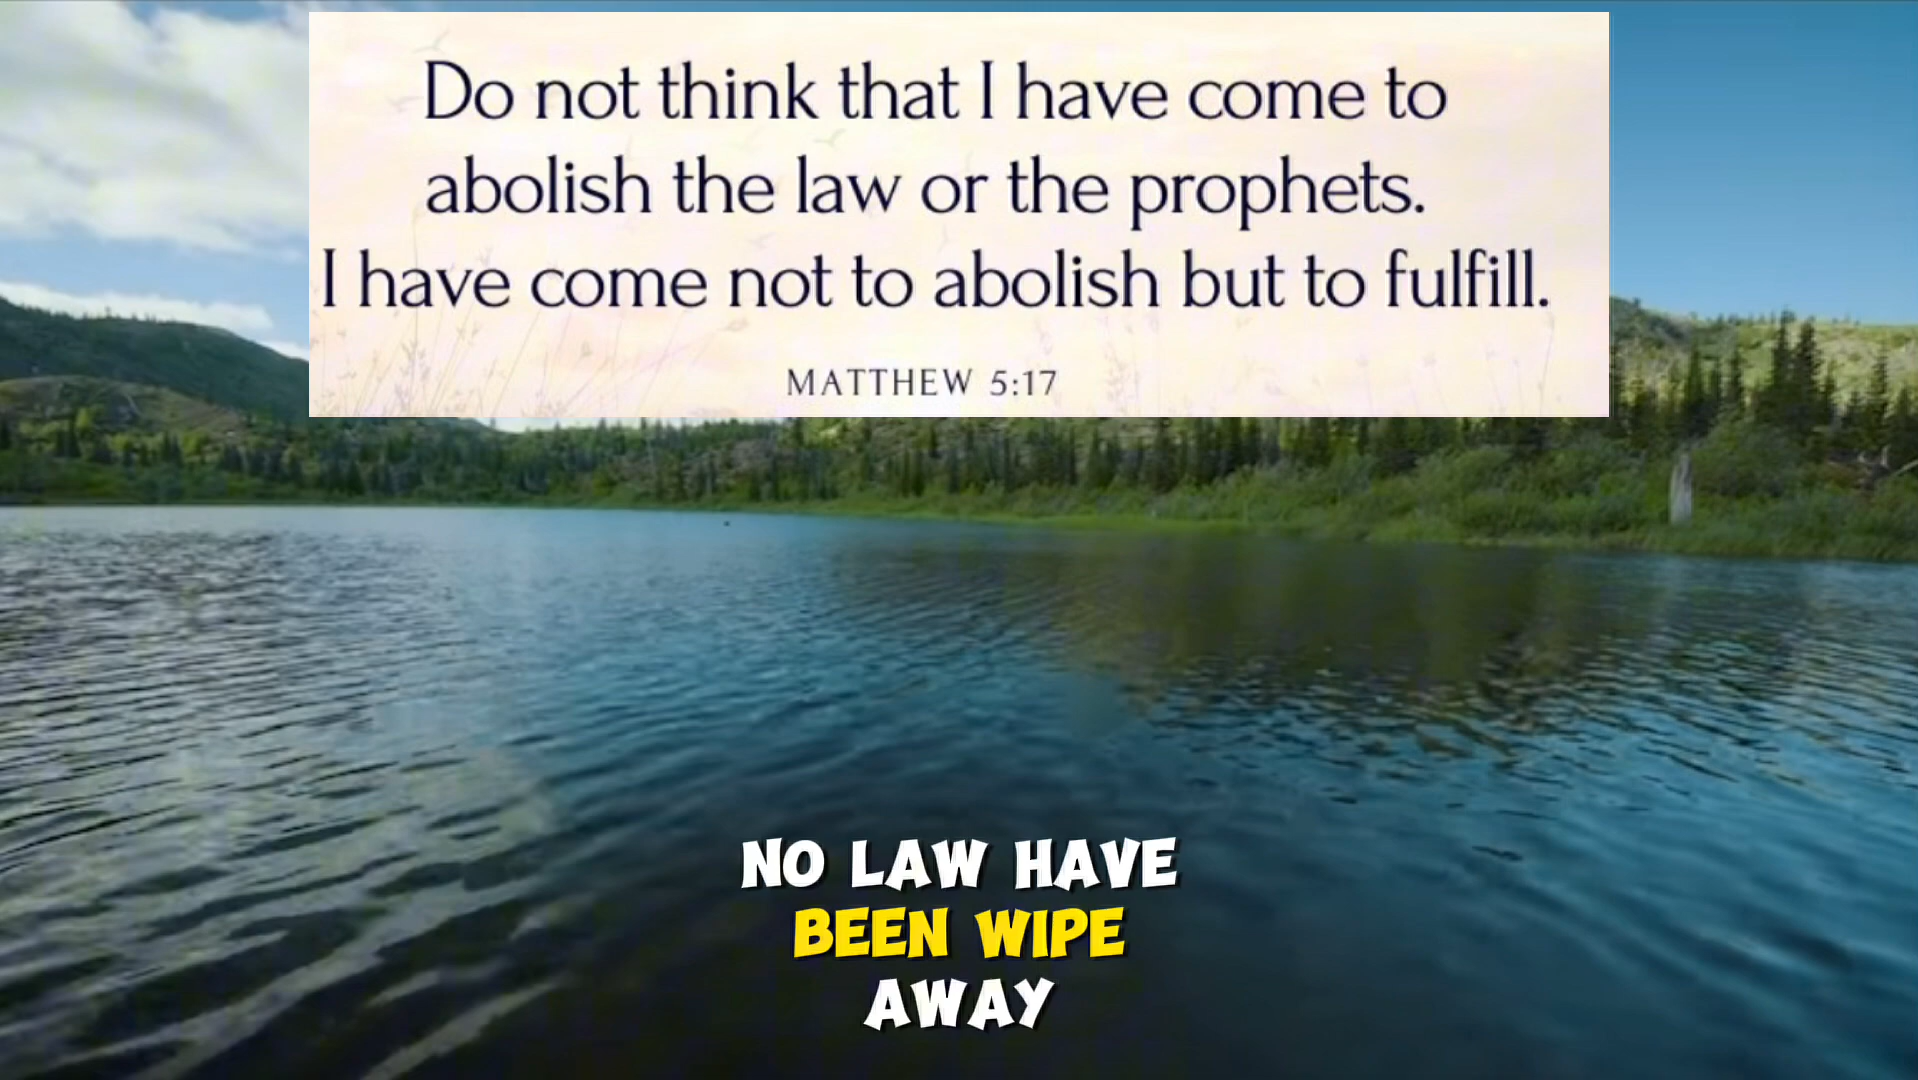 Do not think that I have come to
abolish the law or the prophets.
I have come not to abolish but to fulfill.
MATTHEW 5:17
NO LAW HAVE
BEEN WIPE
AWAY